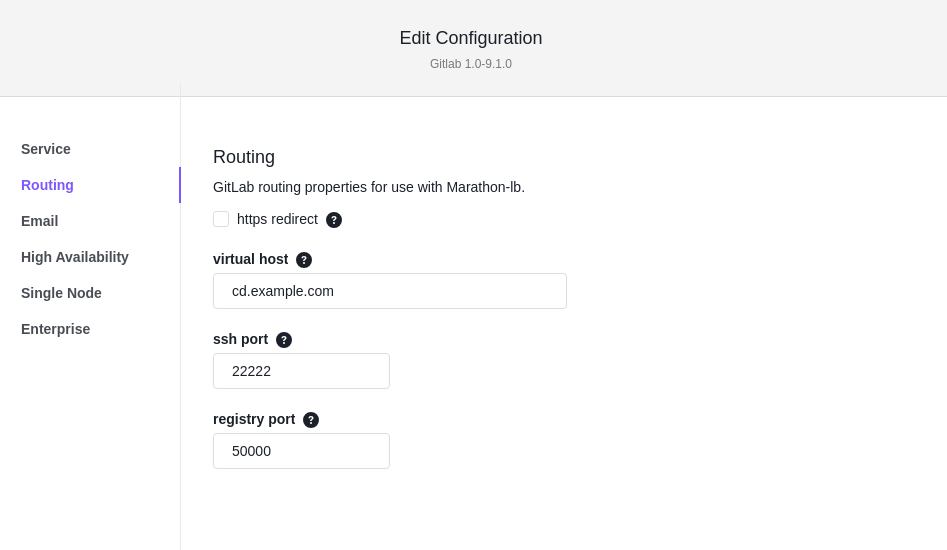 Edit Configuration
Gitlab 1.0-9.1.0
Service
Routing
Email
High Availability
Single Node
Enterprise
Routing
GitLab routing properties for use with Marathon-lb.
https redirect ?
virtual host ?
cd.example.com
ssh port ?
22222
registry port ?
50000